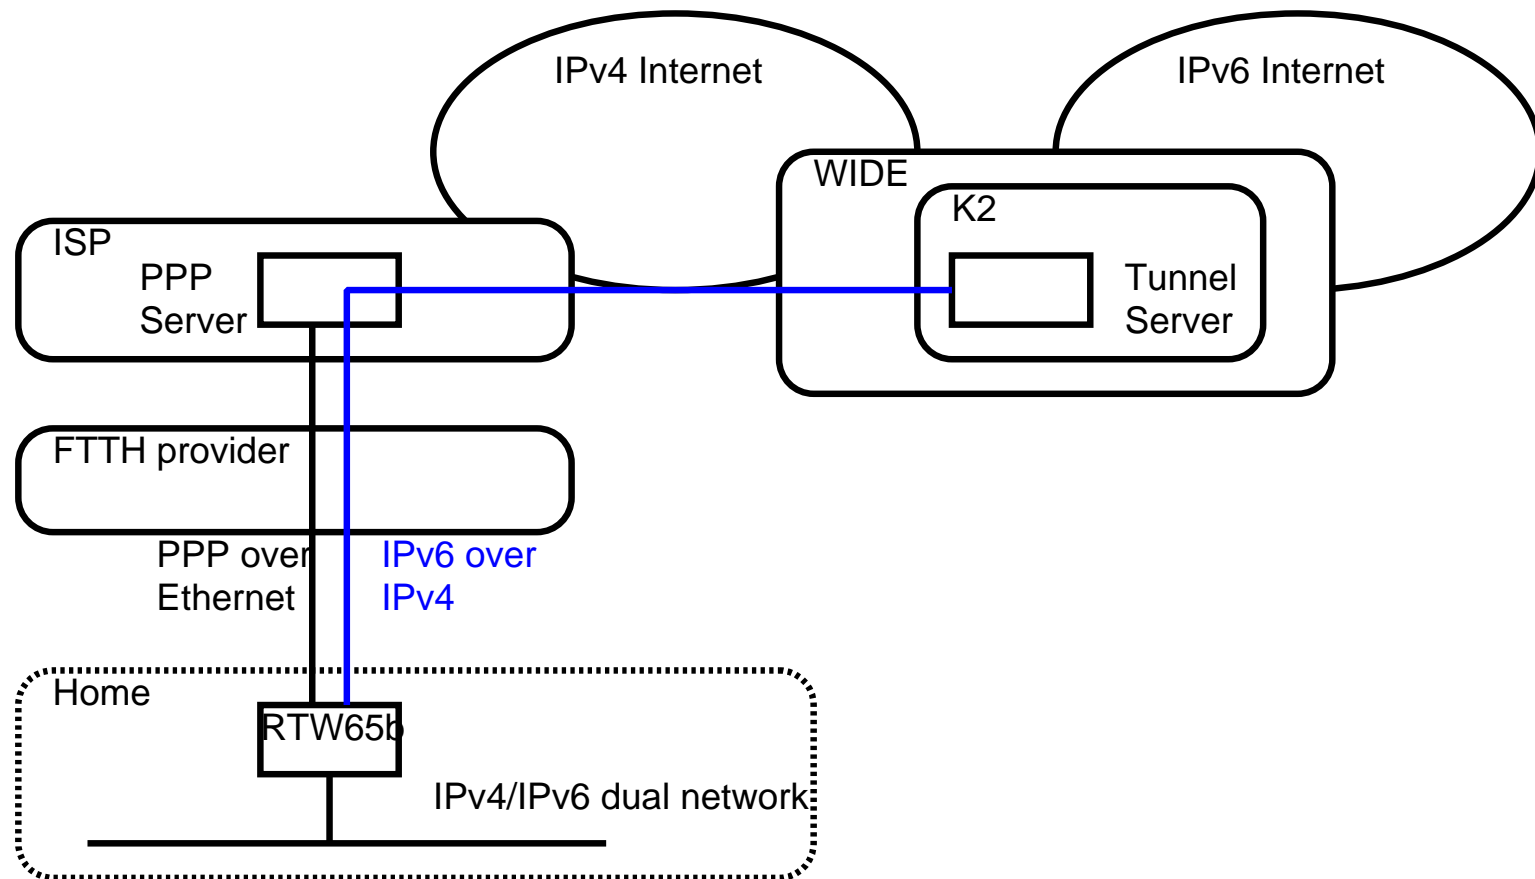 IPv4 Internet
IPv6 Internet
WIDE
K2
ISP
PPP
Server
Tunnel
Server
FTTH provider
PPP over
Ethernet
IPv6 over
IPv4
Home
RTW65b
IPv4/IPv6 dual network